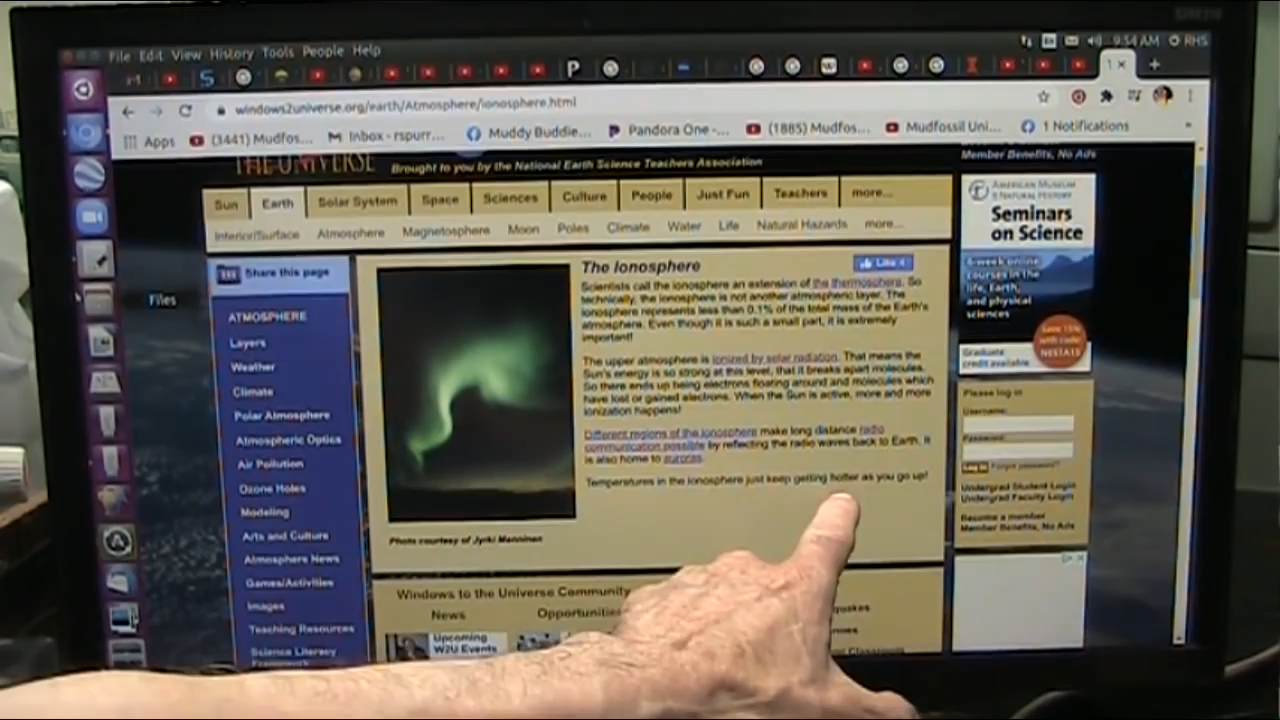 File Edit View History Tools People Help
9:54 AM RHS
windows2universe.org/earth/Atmosphere/ionosphere.html
Apps (3441) Mudfos... Inbox - rspurr... Muddy Buddie... Pandora One -... (1885) Mudfos... Mudfossil Uni... 1 Notifications
THE UNIVERSE Brought to you by the National Earth Science Teachers Association
Member Benefits, No Ads
Sun Earth Solar System Space Sciences Culture People Just Fun Teachers more...
Interior/Surface Atmosphere Magnetosphere Moon Poles Climate Water Life Natural Hazards more...
Files
Share this page
ATMOSPHERE
Layers
Weather
Climate
Polar Atmosphere
Atmospheric Optics
Air Pollution
Ozone Holes
Modeling
Arts and Culture
Atmosphere News
Games/Activities
Images
Teaching Resources
Science Literacy
Framework
Photo courtesy of Jyrki Manninen
The Ionosphere
Like 4
Scientists call the ionosphere an extension of the thermosphere. So
technically, the ionosphere is not another atmospheric layer. The
ionosphere represents less than 0.1% of the total mass of the Earth's
atmosphere. Even though it is such a small part, it is extremely
important!
The upper atmosphere is ionized by solar radiation. That means the
Sun's energy is so strong at this level, that it breaks apart molecules.
So there ends up being electrons floating around and molecules which
have lost or gained electrons. When the Sun is active, more and more
ionization happens!
Different regions of the ionosphere make long distance radio
communication possible by reflecting the radio waves back to Earth. It
is also home to auroras.
Temperatures in the ionosphere just keep getting hotter as you go up!
Windows to the Universe Community
News Opportunities
Upcoming
W2U Events
AMERICAN MUSEUM
& NATURAL HISTORY
Seminars
on Science
6-week online
courses in the
life, Earth,
and physical
sciences
Save 15%
with code:
NESTA15
Graduate
credit available
Please log in
Username:
Password:
Log In Forgot password?
Undergrad Student Login
Undergrad Faculty Login
Become a member
Member Benefits, No Ads